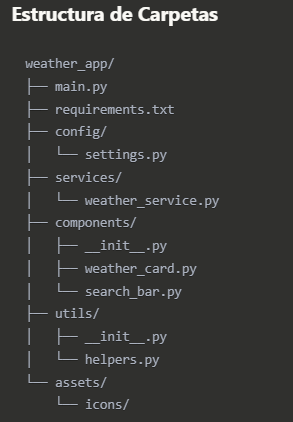 Estructura de Carpetas
weather_app/
├── main.py
├── requirements.txt
├── config/
│   └── settings.py
├── services/
│   └── weather_service.py
├── components/
│   ├── __init__.py
│   ├── weather_card.py
│   └── search_bar.py
├── utils/
│   ├── __init__.py
│   └── helpers.py
└── assets/
    └── icons/